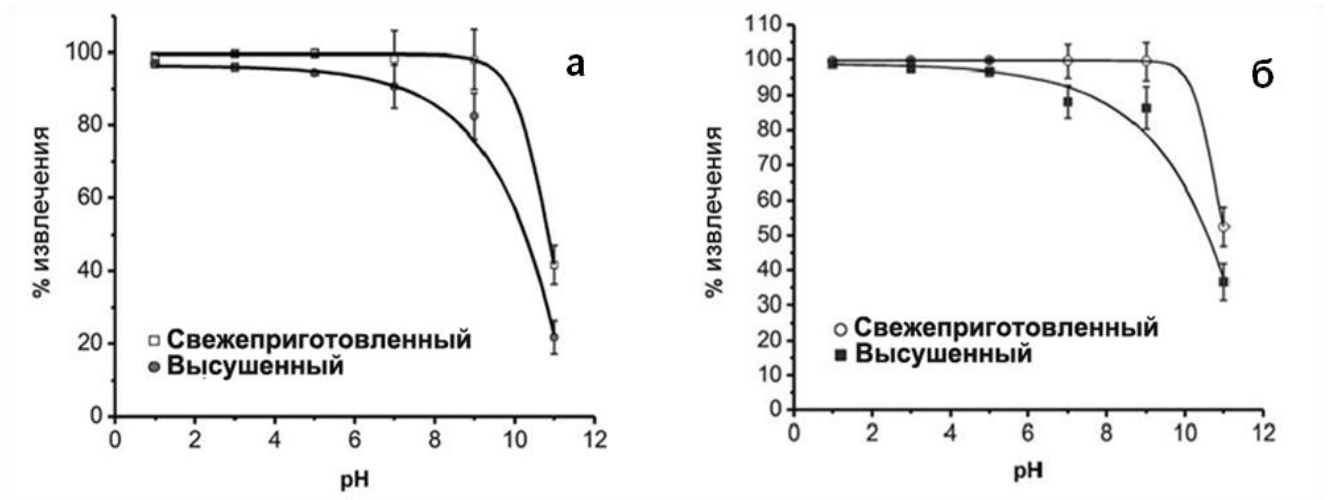 а
% извлечения
100
80
60
40
20
0
Свежеприготовленный
Высушенный
0 2 4 6 8 10 12
pH
б
% извлечения
110
100
90
80
70
60
50
40
30
20
10
0
Свежеприготовленный
Высушенный
0 2 4 6 8 10 12
pH